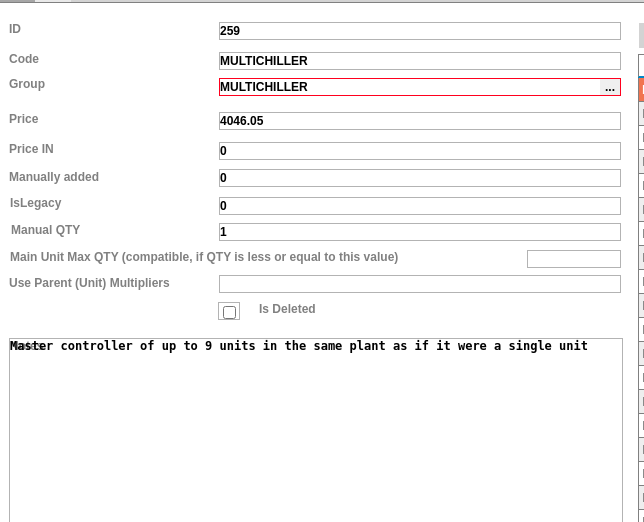 ID 259
Code MULTICHILLER
Group MULTICHILLER ...
Price 4046.05
Price IN 0
Manually added 0
IsLegacy 0
Manual QTY 1
Main Unit Max QTY (compatible, if QTY is less or equal to this value)
Use Parent (Unit) Multipliers
Is Deleted
Master controller of up to 9 units in the same plant as if it were a single unit